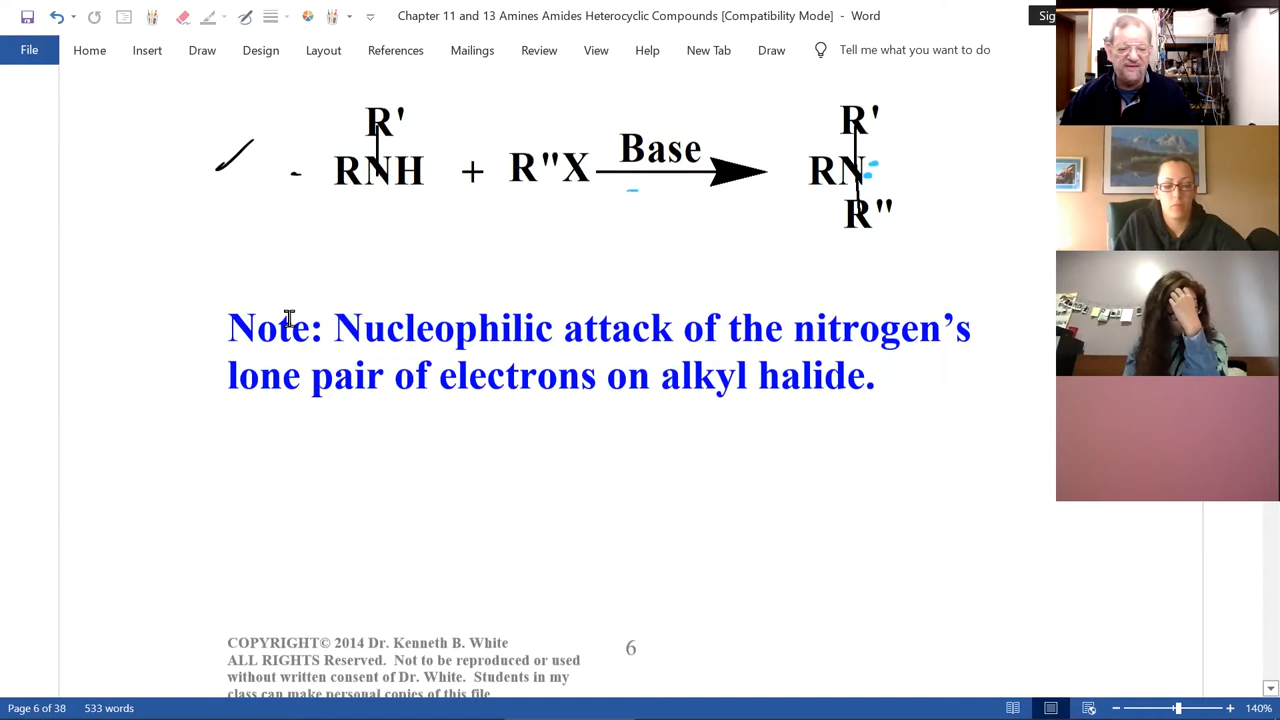 Chapter 11 and 13 Amines Amides Heterocyclic Compounds [Compatibility Mode] - Word
Sig
File Home Insert Draw Design Layout References Mailings Review View Help New Tab Draw Tell me what you want to do
R' R'
RNH + R"X Base RN:
R"
Note: Nucleophilic attack of the nitrogen’s
lone pair of electrons on alkyl halide.
COPYRIGHT© 2014 Dr. Kenneth B. White
6
ALL RIGHTS Reserved. Not to be reproduced or used
without written consent of Dr. White. Students in my
class can make personal copies of this file
Page 6 of 38 533 words 140%